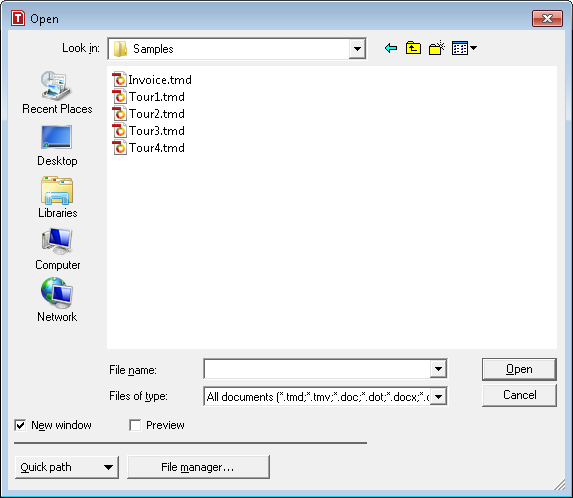 Open
Look in: Samples
Invoice.tmd
Tour1.tmd
Tour2.tmd
Tour3.tmd
Tour4.tmd
Recent Places
Desktop
Libraries
Computer
Network
File name: Open
Files of type: All documents (*.tmd;*.tmv;*.doc;*.dot;*.docx;*. Cancel
New window Preview
Quick path File manager...